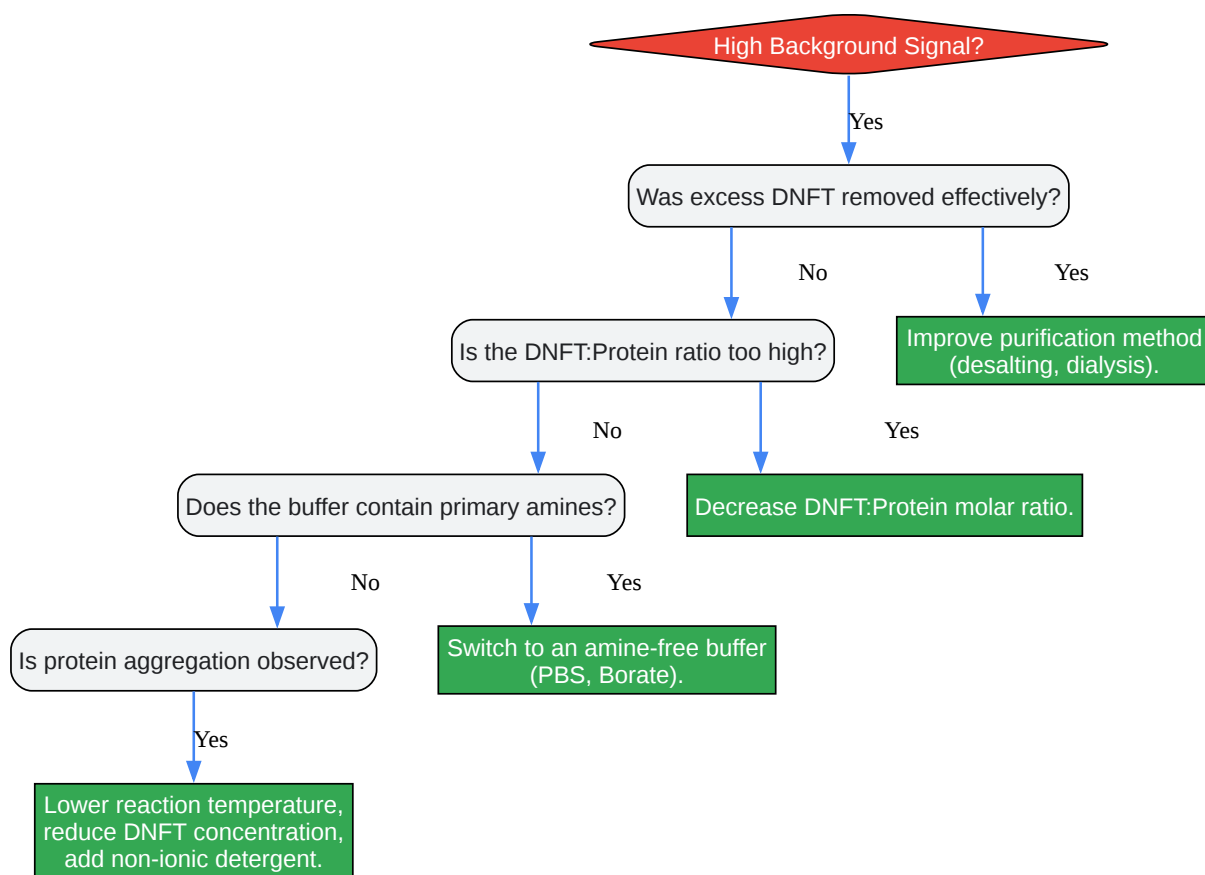 High Background Signal?
Yes
Was excess DNFT removed effectively?
No
Yes
Is the DNFT:Protein ratio too high?
Improve purification method
(desalting, dialysis).
No
Yes
Does the buffer contain primary amines?
Decrease DNFT:Protein molar ratio.
No
Yes
Is protein aggregation observed?
Switch to an amine-free buffer
(PBS, Borate).
Yes
Lower reaction temperature,
reduce DNFT concentration,
add non-ionic detergent.